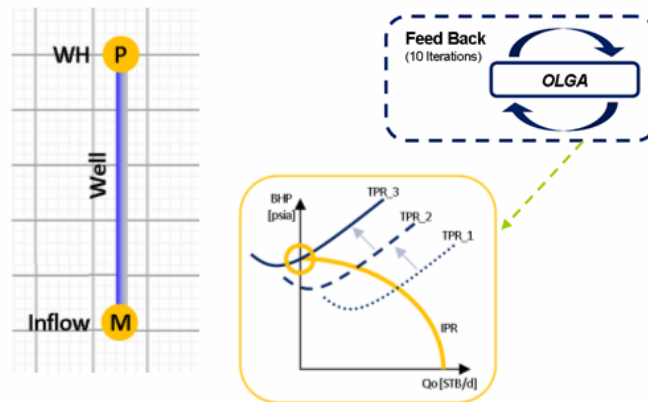 WH
P
Well
Inflow
M
Feed Back
(10 Iterations)
OLGA
BHP
[psia]
TPR_3
TPR_2
TPR_1
IPR
Qo [STB/d]